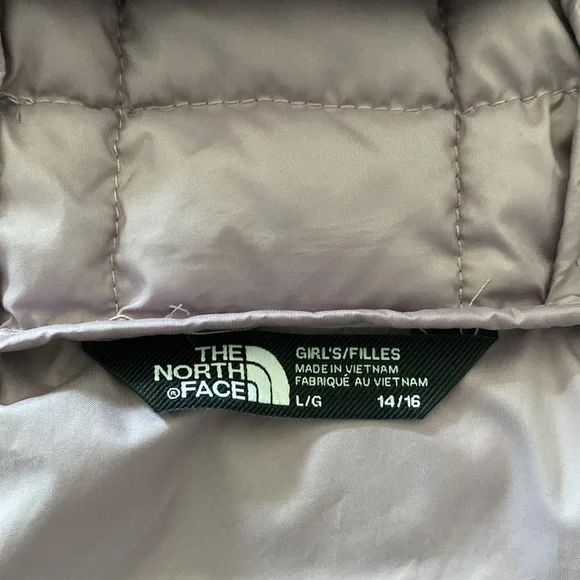 THE
NORTH
®FACE
GIRL'S/FILLES
MADE IN VIETNAM
FABRIQUÉ AU VIETNAM
L/G 14/16